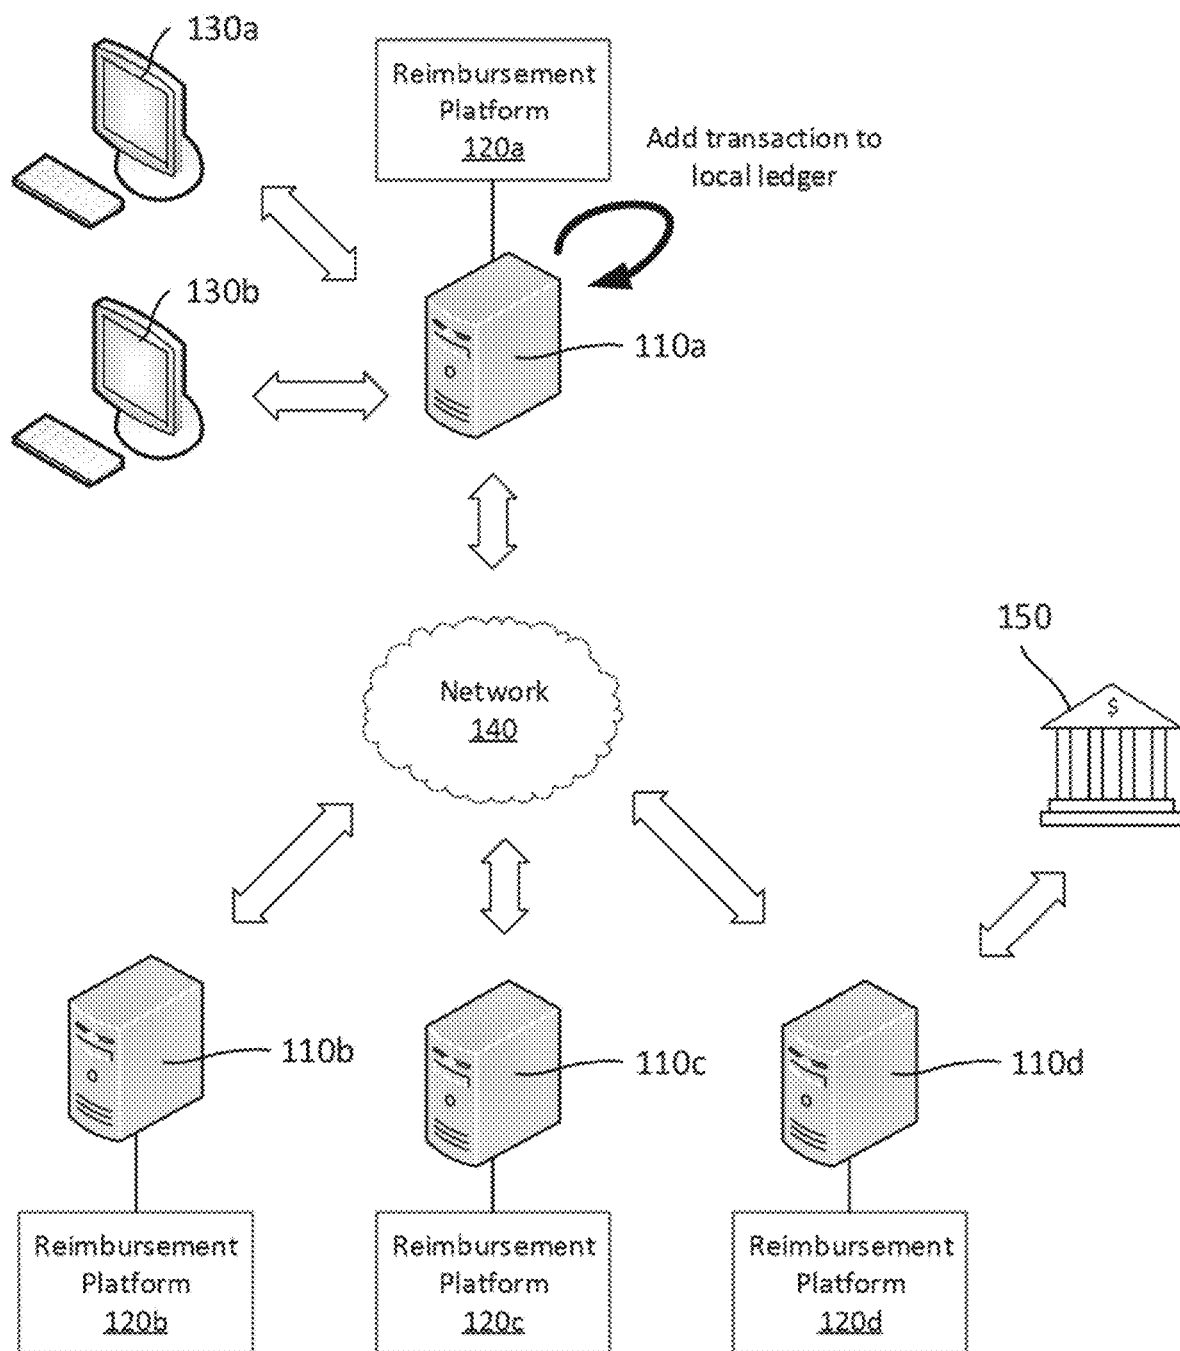 130a
Reimbursement
Platform
120a
Add transaction to
local ledger
130b
110a
150
$
Network
140
110b
110c
110d
Reimbursement
Platform
120b
Reimbursement
Platform
120c
Reimbursement
Platform
120d